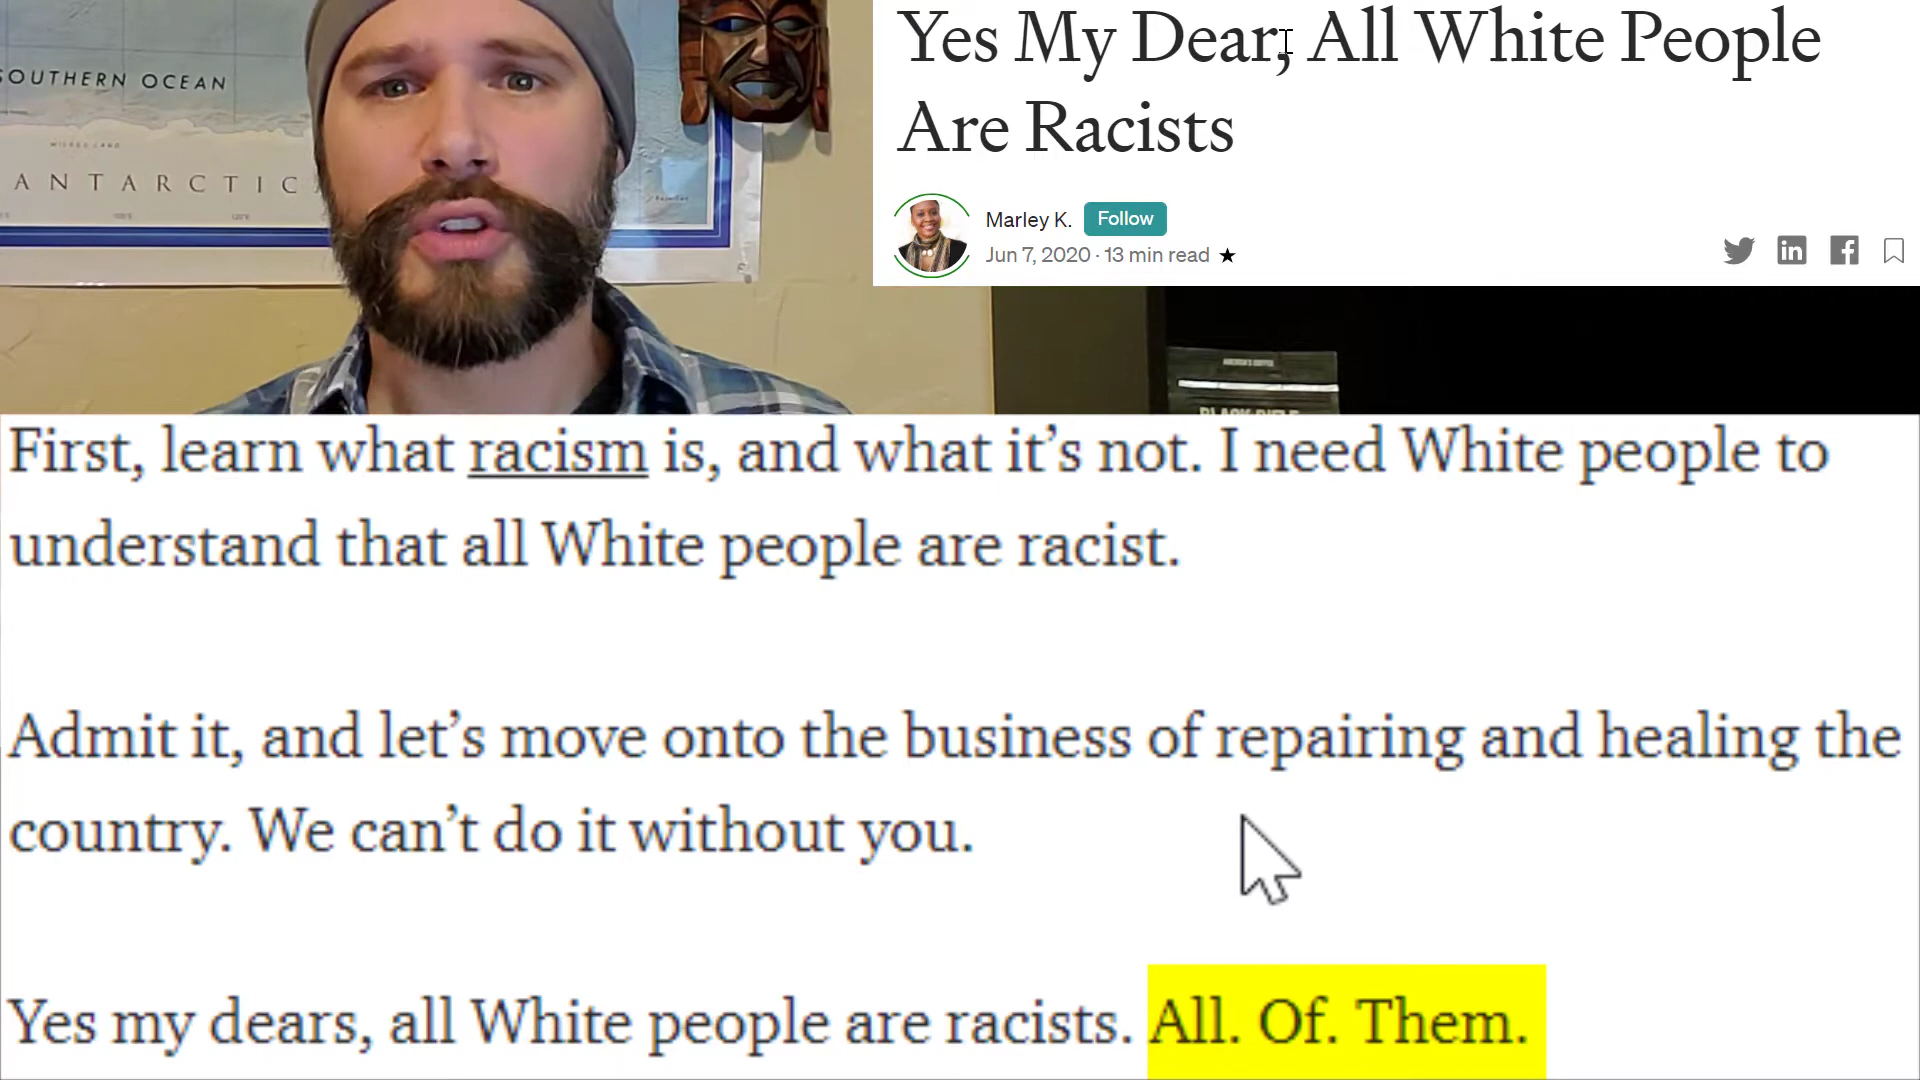 SOUTHERN OCEAN
ANTARCTIC
Yes My Dear, All White People
Are Racists
Marley K. Follow
Jun 7, 2020 · 13 min read ★
First, learn what racism is, and what it’s not. I need White people to
understand that all White people are racist.
Admit it, and let’s move onto the business of repairing and healing the
country. We can’t do it without you.
Yes my dears, all White people are racists. All. Of. Them.